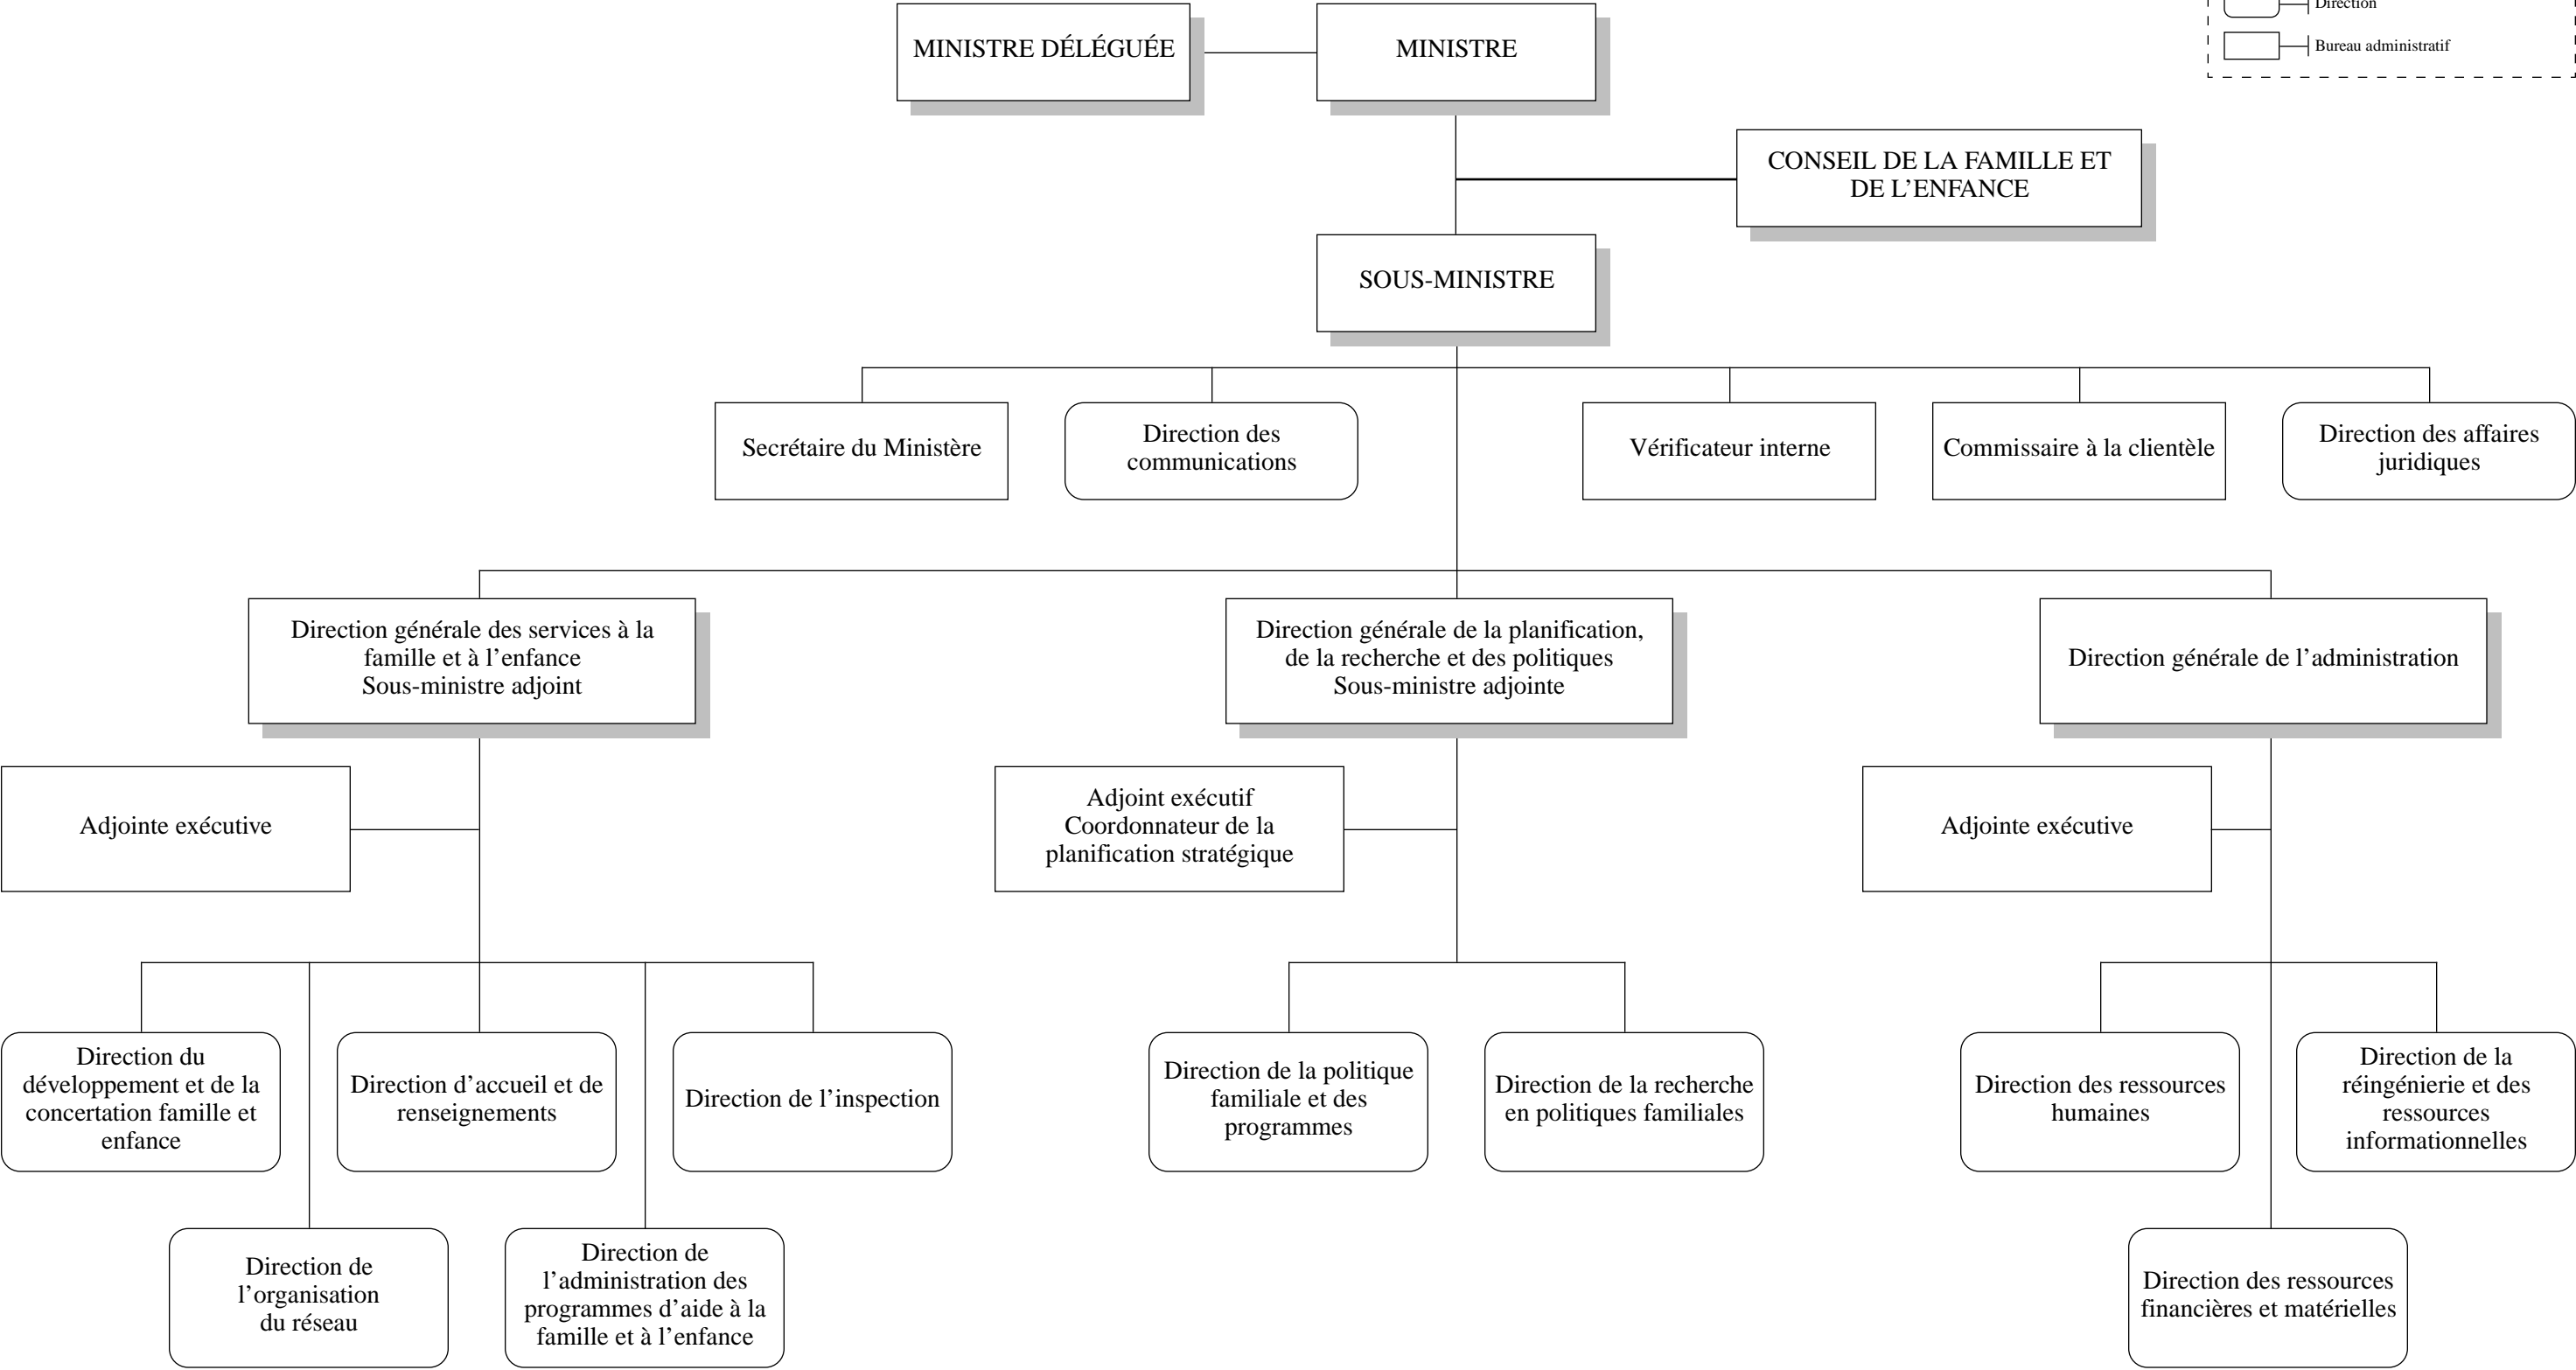 Direction
Bureau administratif
MINISTRE DÉLÉGUÉE
MINISTRE
CONSEIL DE LA FAMILLE ET
DE L’ENFANCE
SOUS-MINISTRE
Secrétaire du Ministère
Direction des
communications
Vérificateur interne
Commissaire à la clientèle
Direction des affaires
juridiques
Direction générale des services à la
famille et à l’enfance
Sous-ministre adjoint
Direction générale de la planification,
de la recherche et des politiques
Sous-ministre adjointe
Direction générale de l’administration
Adjointe exécutive
Adjoint exécutif
Coordonnateur de la
planification stratégique
Adjointe exécutive
Direction du
développement et de la
concertation famille et
enfance
Direction d’accueil et de
renseignements
Direction de l’inspection
Direction de la politique
familiale et des
programmes
Direction de la recherche
en politiques familiales
Direction des ressources
humaines
Direction de la
réingénierie et des
ressources
informationnelles
Direction de
l’organisation
du réseau
Direction de
l’administration des
programmes d’aide à la
famille et à l’enfance
Direction des ressources
financières et matérielles